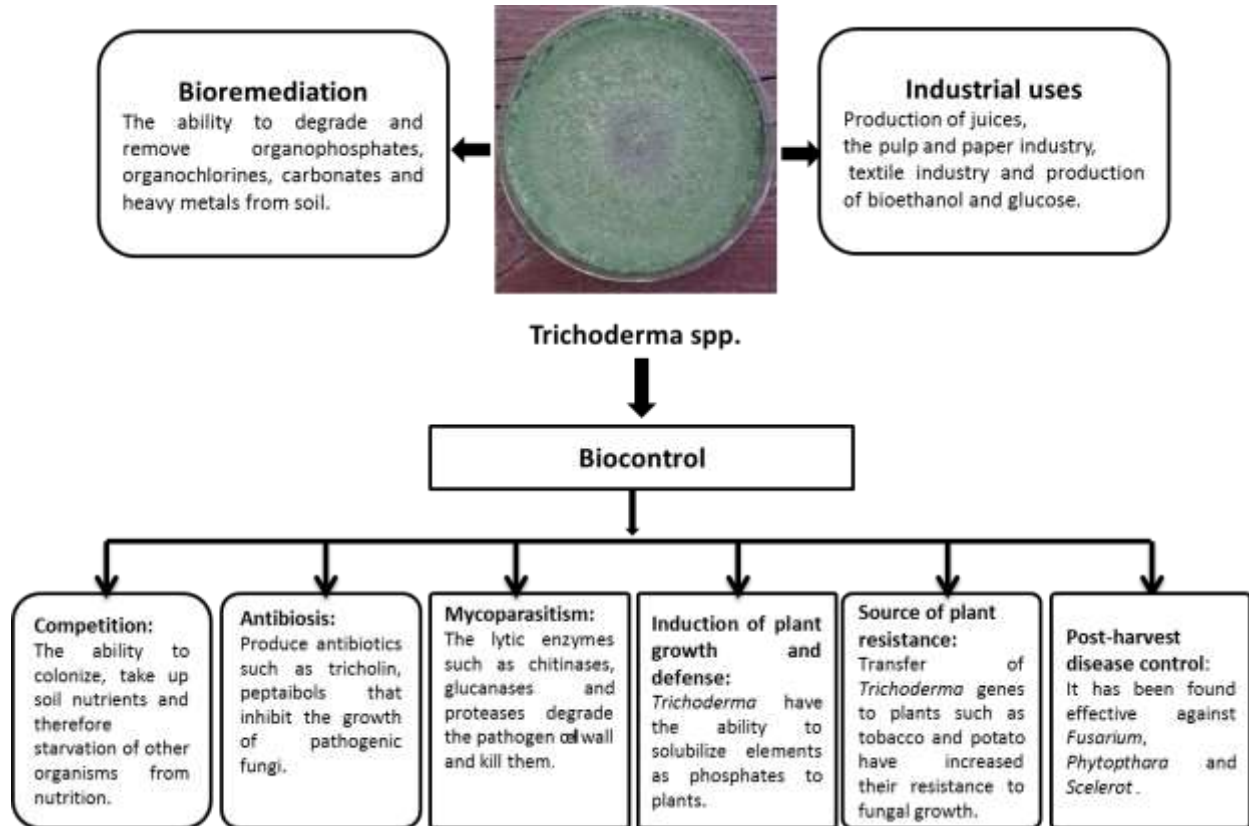 Bioremediation
The ability to degrade and
remove organophosphates,
organochlorines, carbonates and
heavy metals from soil.
Industrial uses
Production of juices,
the pulp and paper industry,
textile industry and production
of bioethanol and glucose.
Trichoderma spp.
Biocontrol
Competition:
The ability to
colonize, take up
soil nutrients and
therefore
starvation of other
organisms from
nutrition.
Antibiosis:
Produce antibiotics
such as tricholin,
peptaibols that
inhibit the growth
of pathogenic
fungi.
Mycoparasitism:
The lytic enzymes
such as chitinases,
glucanases and
proteases degrade
the pathogen cell wall
and kill them.
Induction of plant
growth and
defense:
Trichoderma have
the ability to
solubilize elements
as phosphates to
plants.
Source of plant
resistance:
Transfer of
Trichoderma genes
to plants such as
tobacco and potato
have increased
their resistance to
fungal growth.
Post-harvest
disease control:
It has been found
effective against
Fusarium,
Phytopthara and
Scelerot .